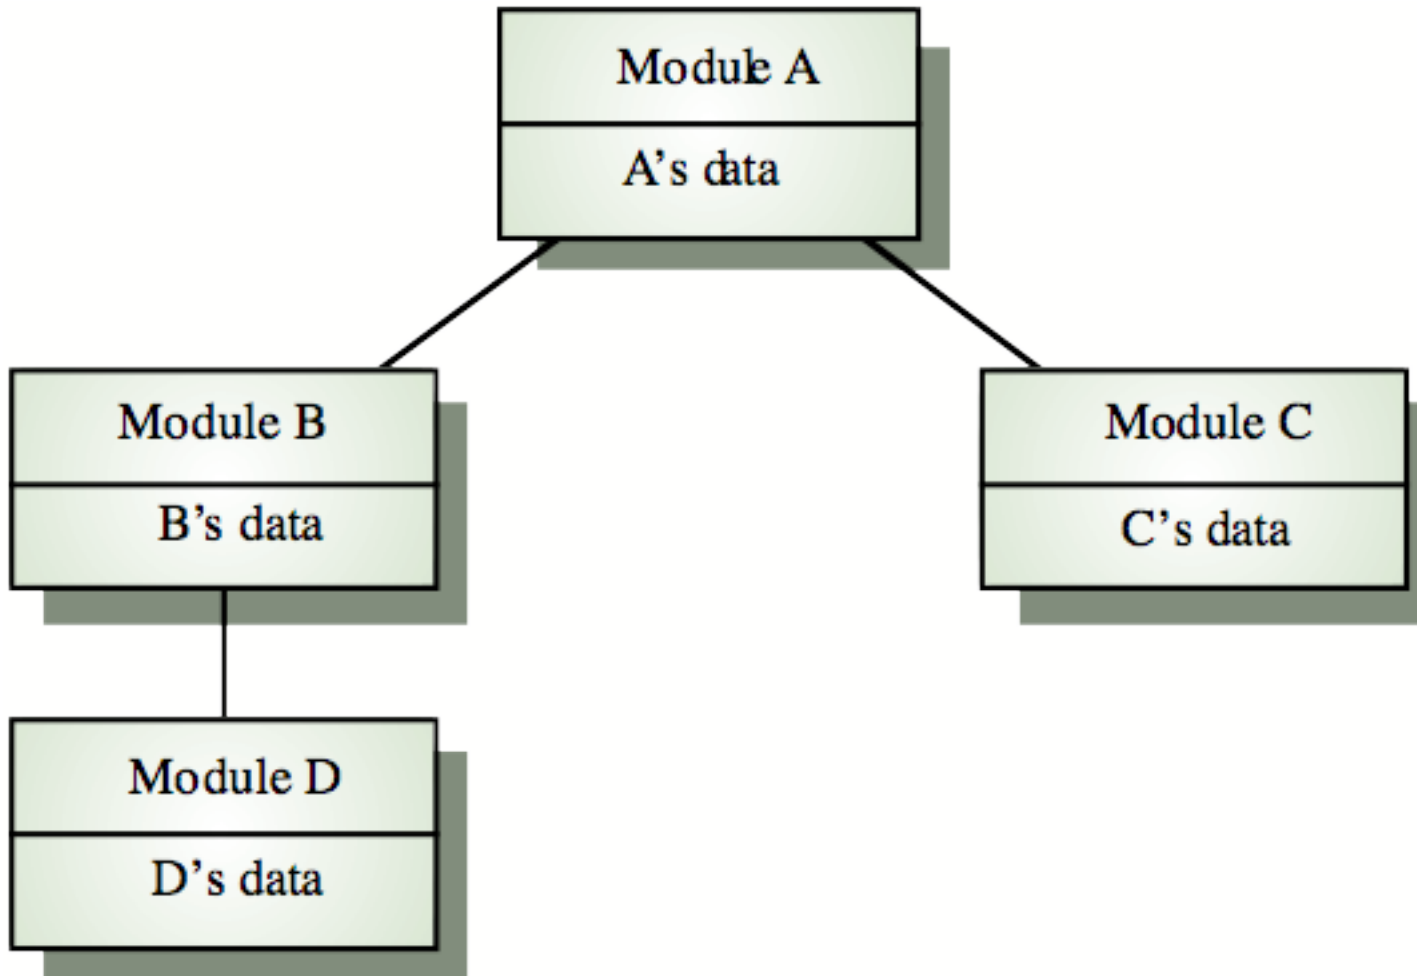 Module A
A’s data
Module B
Module C
B’s data
C’s data
Module D
D’s data